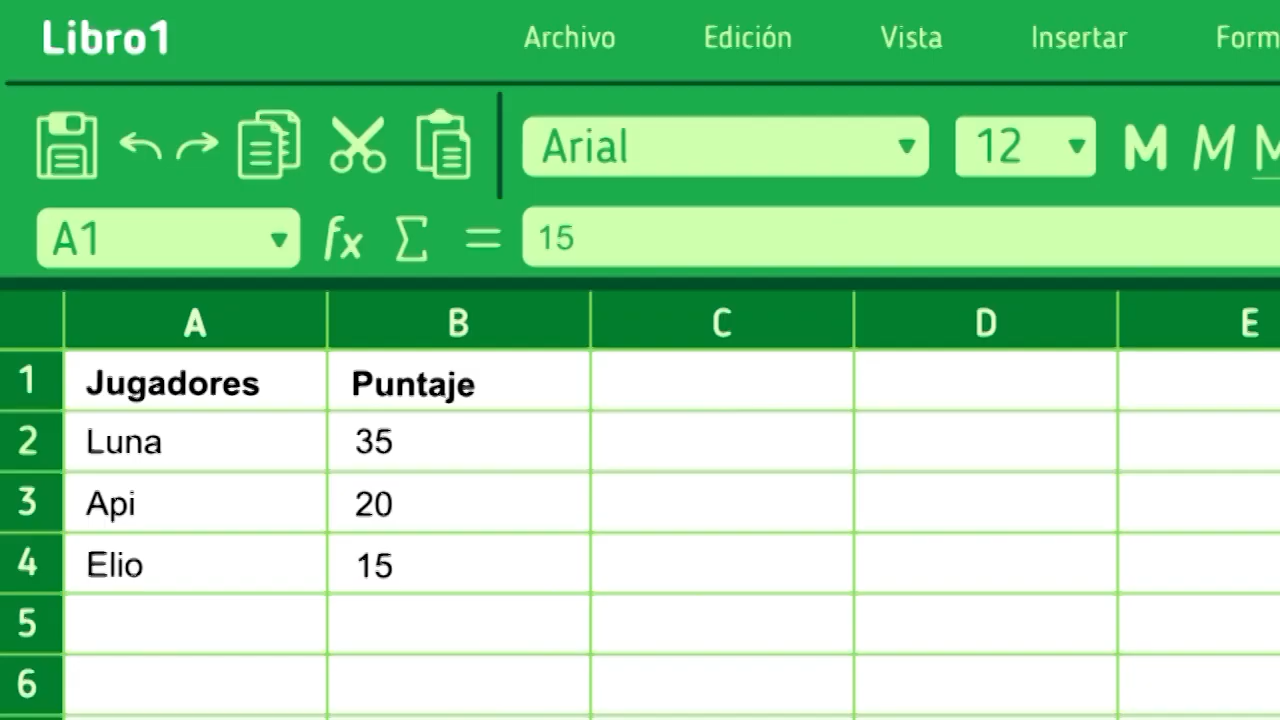 Libro1 Archivo Edición Vista Insertar Form
Arial 12 M M M
A1 fx Σ = 15
A B C D E
1 Jugadores Puntaje
2 Luna 35
3 Api 20
4 Elio 15
5
6